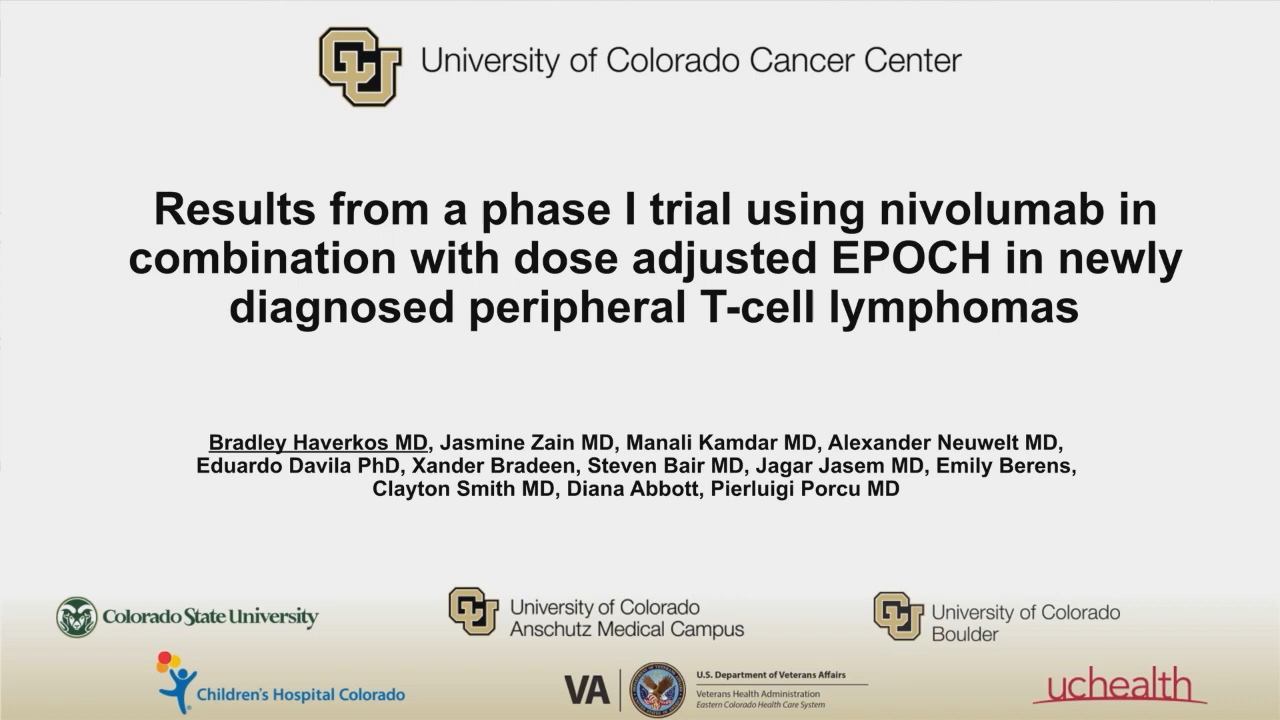 University of Colorado Cancer Center
Results from a phase I trial using nivolumab in
combination with dose adjusted EPOCH in newly
diagnosed peripheral T-cell lymphomas
Bradley Haverkos MD, Jasmine Zain MD, Manali Kamdar MD, Alexander Neuwelt MD,
Eduardo Davila PhD, Xander Bradeen, Steven Bair MD, Jagar Jasem MD, Emily Berens,
Clayton Smith MD, Diana Abbott, Pierluigi Porcu MD
Colorado State University
University of Colorado
Anschutz Medical Campus
University of Colorado
Boulder
Children's Hospital Colorado
VA
U.S. Department of Veterans Affairs
Veterans Health Administration
Eastern Colorado Health Care System
uchealth